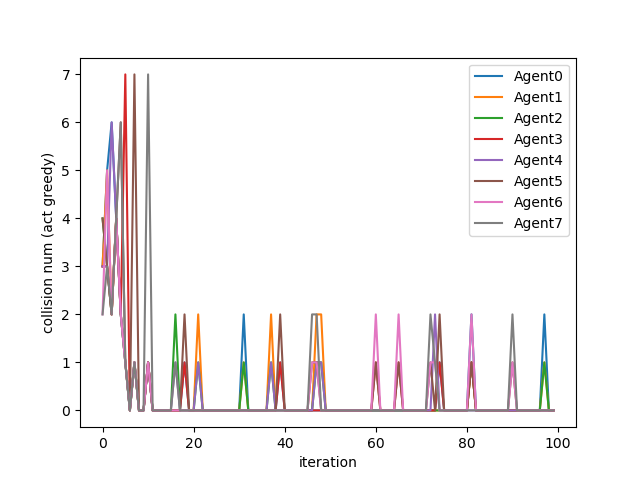 collision num (act greedy)
7
6
5
4
3
2
1
0
Agent0
Agent1
Agent2
Agent3
Agent4
Agent5
Agent6
Agent7
0 20 40 60 80 100
iteration